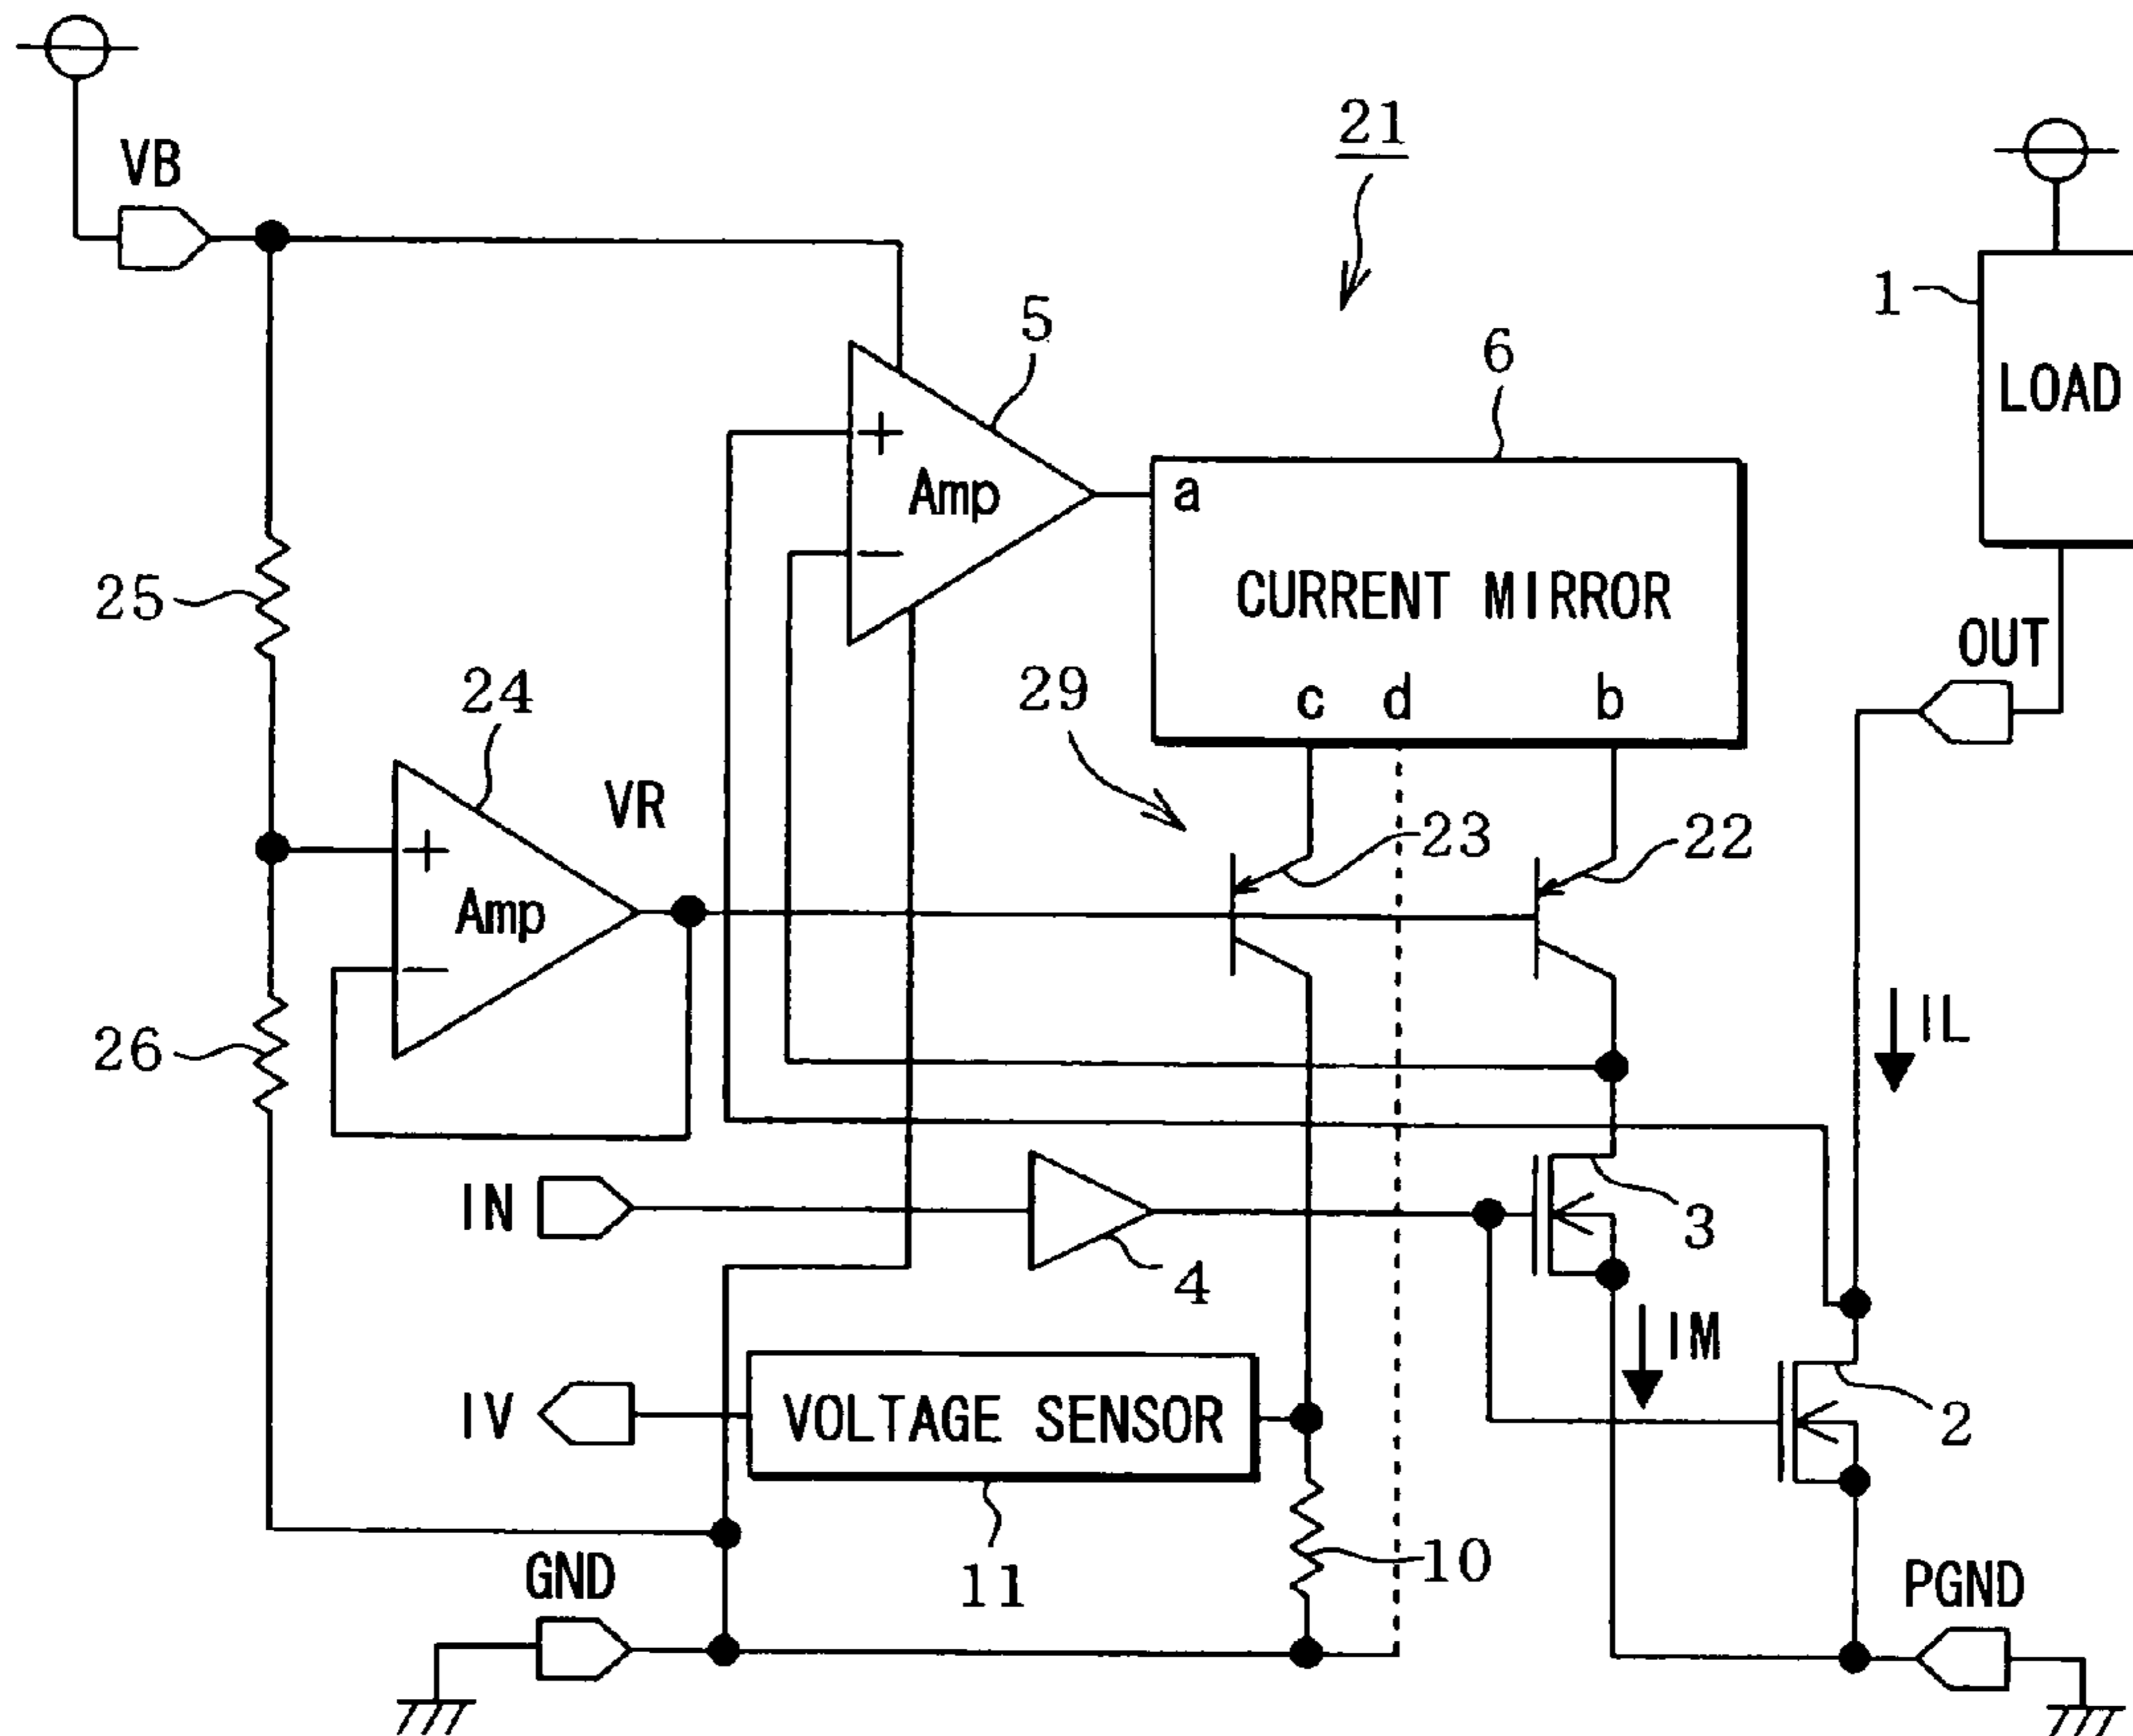 VB
21
1
LOAD
5
6
+
Amp
−
a
CURRENT MIRROR
c
d
b
25
OUT
24
29
VR
23
22
+
Amp
−
26
IL
IN
4
3
IM
IV
VOLTAGE SENSOR
2
11
10
GND
PGND